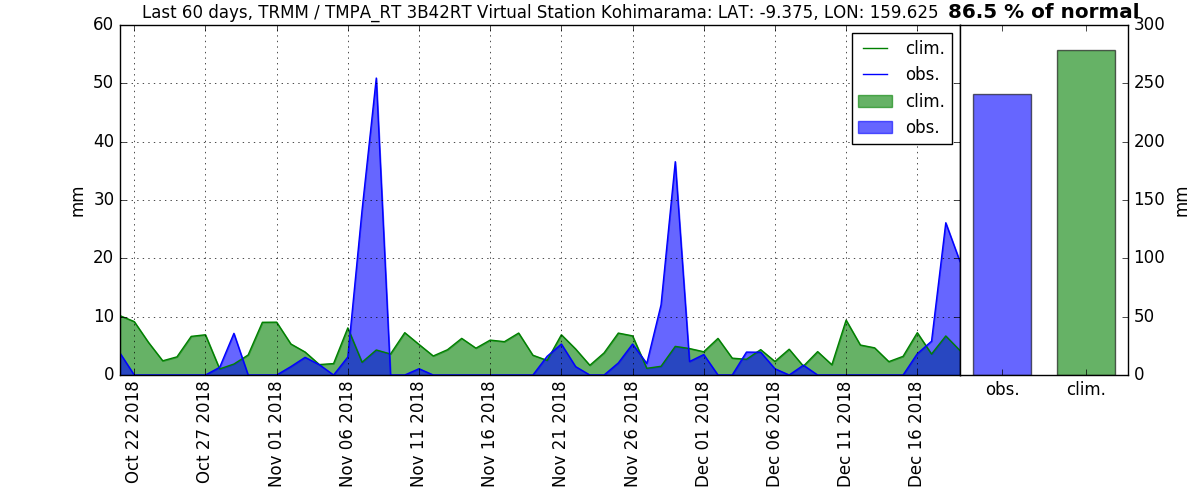 Last 60 days, TRMM / TMPA_RT 3B42RT Virtual Station Kohimarama: LAT: -9.375, LON: 159.625 86.5 % of normal
60
50
40
30
20
10
0
mm
clim.
obs.
clim.
obs.
300
250
200
150
100
50
0
mm
obs. clim.
Oct 22 2018
Oct 27 2018
Nov 01 2018
Nov 06 2018
Nov 11 2018
Nov 16 2018
Nov 21 2018
Nov 26 2018
Dec 01 2018
Dec 06 2018
Dec 11 2018
Dec 16 2018